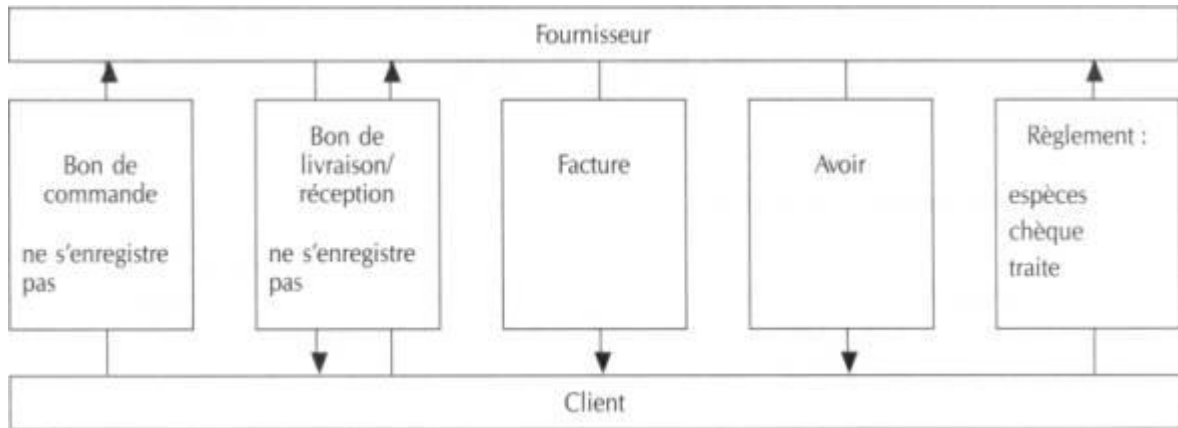 Fournisseur
Bon de
commande
ne s'enregistre
pas
Bon de
livraison/
réception
ne s'enregistre
pas
Facture
Avoir
Règlement :
espèces
chèque
traite
Client